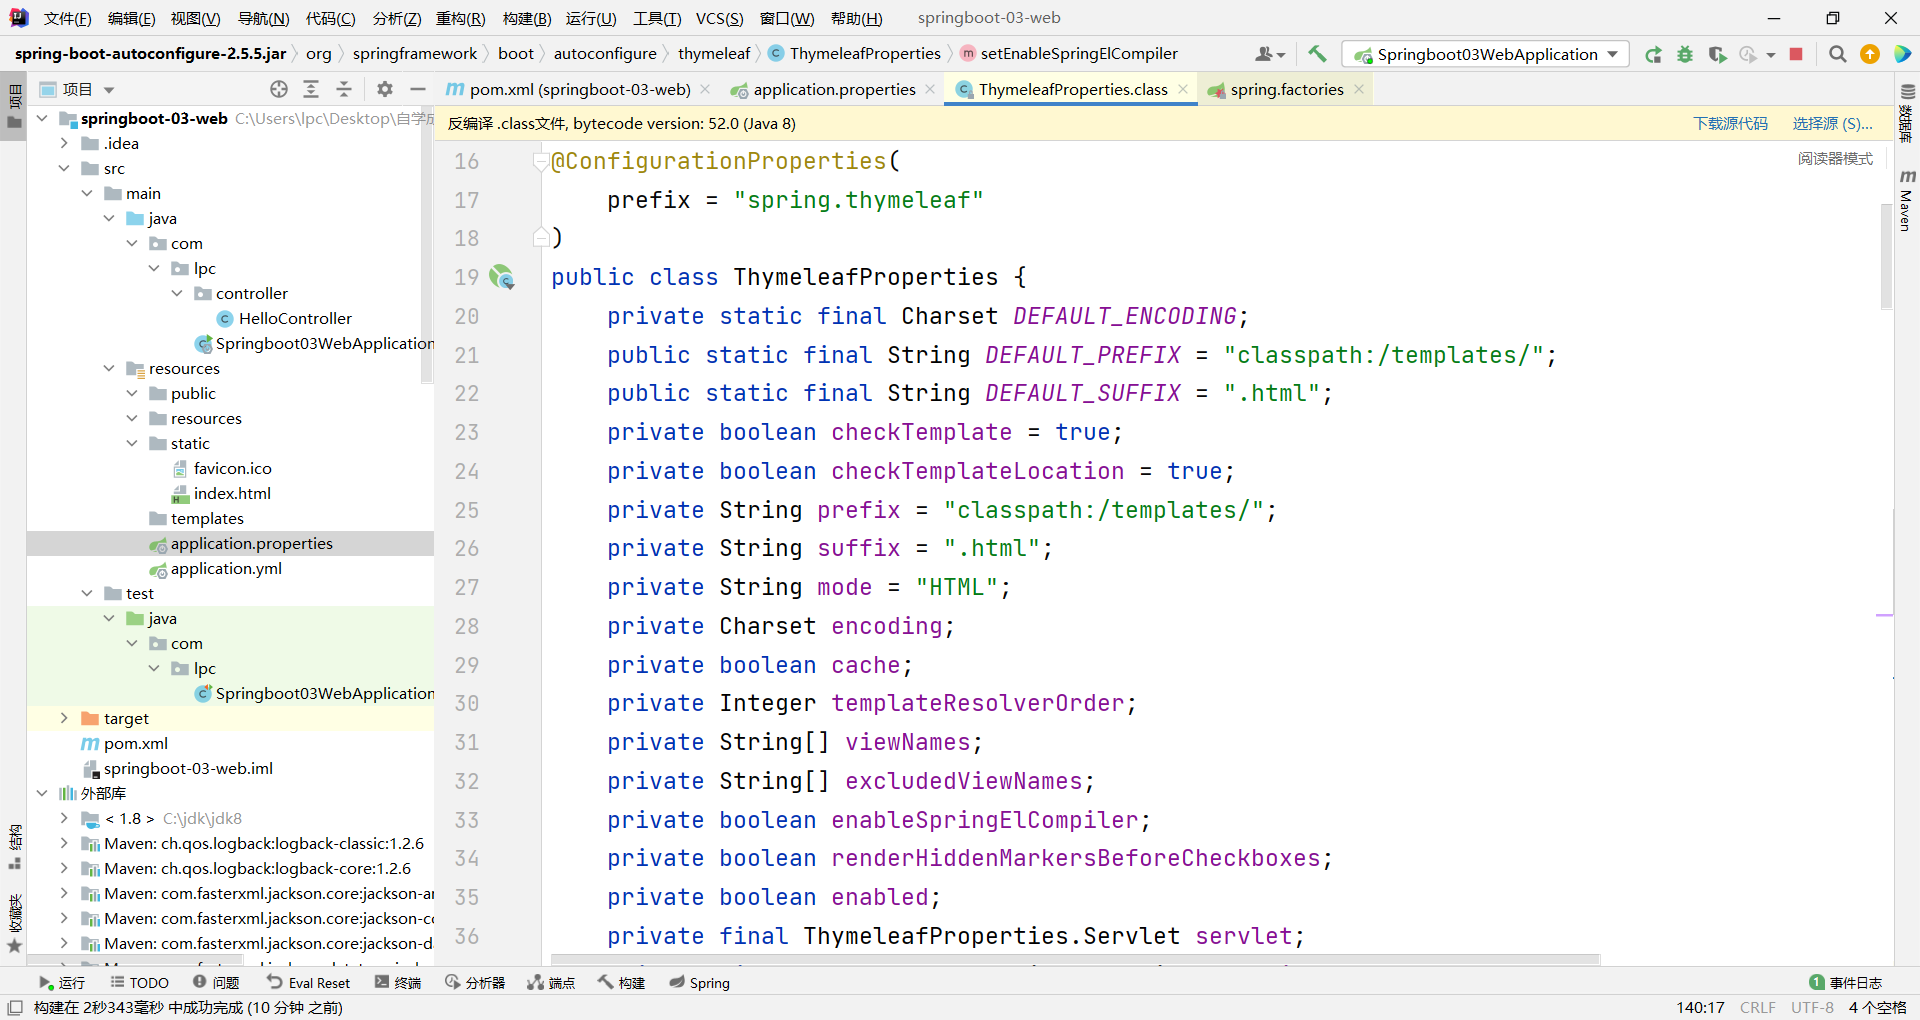 文件(F) 编辑(E) 视图(V) 导航(N) 代码(C) 分析(Z) 重构(R) 构建(B) 运行(U) 工具(T) VCS(S) 窗口(W) 帮助(H) springboot-03-web
spring-boot-autoconfigure-2.5.5.jar org springframework boot autoconfigure thymeleaf ThymeleafProperties setEnableSpringElCompiler Springboot03WebApplication
项目
pom.xml (springboot-03-web) application.properties ThymeleafProperties.class spring.factories
反编译 .class文件, bytecode version: 52.0 (Java 8) 下载源代码 选择源 (S)...
阅读器模式
项目
springboot-03-web C:\Users\lpc\Desktop\自学
.idea
src
main
java
com
lpc
controller
HelloController
Springboot03WebApplication
resources
public
resources
static
favicon.ico
index.html
templates
application.properties
application.yml
test
java
com
lpc
Springboot03WebApplication
target
pom.xml
springboot-03-web.iml
外部库
< 1.8 > C:\jdk\jdk8
Maven: ch.qos.logback:logback-classic:1.2.6
Maven: ch.qos.logback:logback-core:1.2.6
Maven: com.fasterxml.jackson.core:jackson-a
Maven: com.fasterxml.jackson.core:jackson-c
Maven: com.fasterxml.jackson.core:jackson-d
16 @ConfigurationProperties(
17 prefix = "spring.thymeleaf"
18 )
19 public class ThymeleafProperties {
20 private static final Charset DEFAULT_ENCODING;
21 public static final String DEFAULT_PREFIX = "classpath:/templates/";
22 public static final String DEFAULT_SUFFIX = ".html";
23 private boolean checkTemplate = true;
24 private boolean checkTemplateLocation = true;
25 private String prefix = "classpath:/templates/";
26 private String suffix = ".html";
27 private String mode = "HTML";
28 private Charset encoding;
29 private boolean cache;
30 private Integer templateResolverOrder;
31 private String[] viewNames;
32 private String[] excludedViewNames;
33 private boolean enableSpringElCompiler;
34 private boolean renderHiddenMarkersBeforeCheckboxes;
35 private boolean enabled;
36 private final ThymeleafProperties.Servlet servlet;
数据库
Maven
结构
收藏夹
运行 TODO 问题 Eval Reset 终端 分析器 端点 构建 Spring 1 事件日志
构建在 2秒343毫秒 中成功完成 (10 分钟 之前) 140:17 CRLF UTF-8 4 个空格